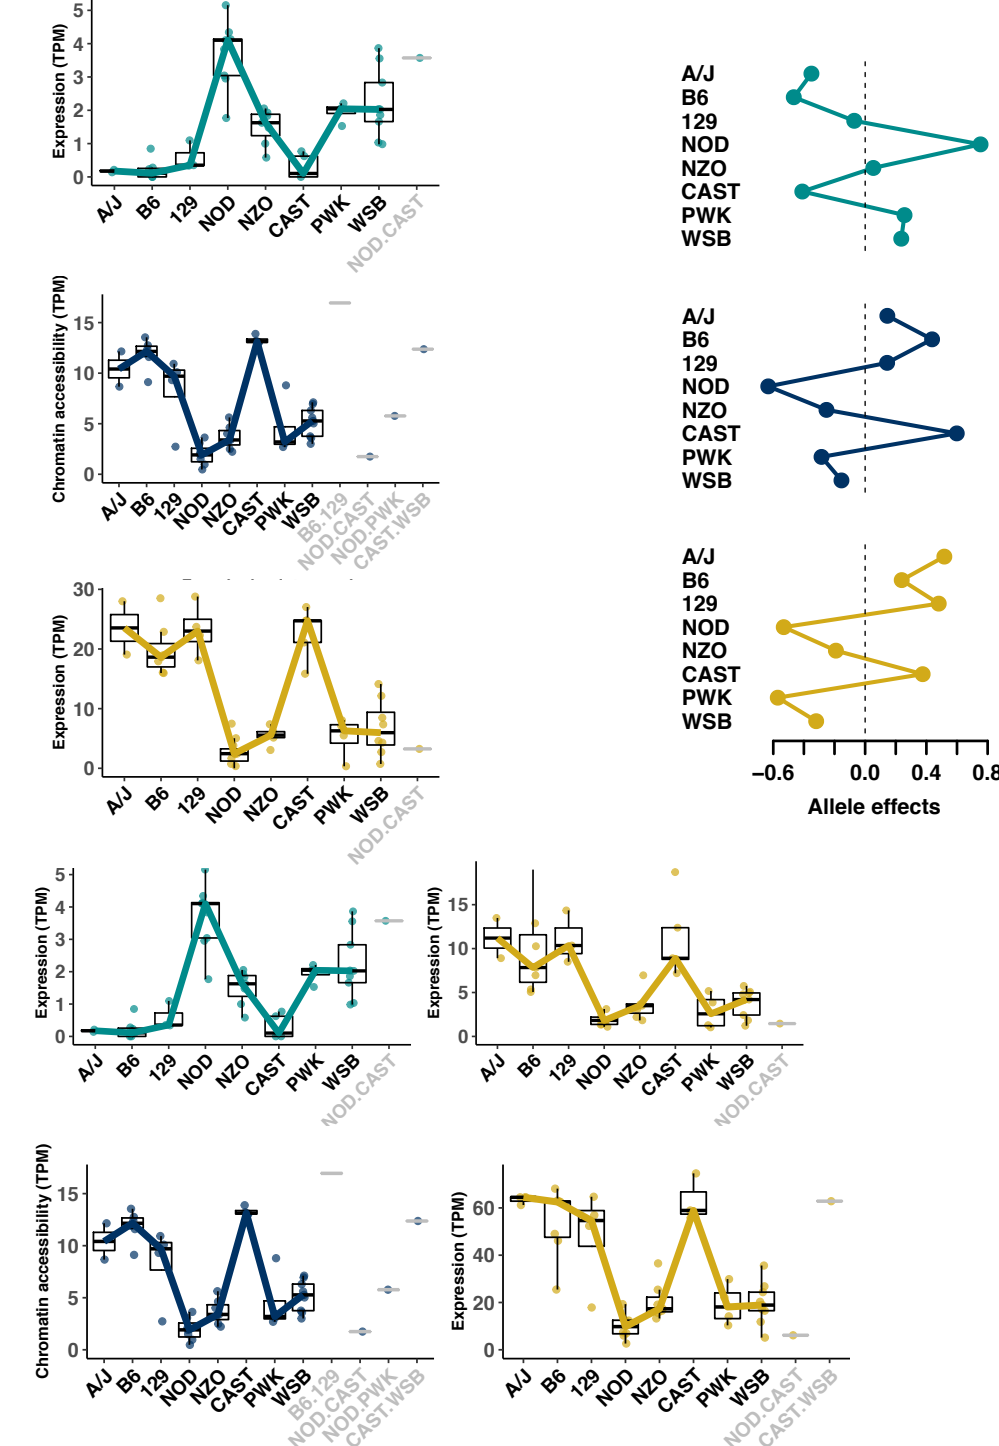 Expression (TPM)
5
4
3
2
1
0
A/J
B6
129
NOD
NZO
CAST
PWK
WSB
NOD.CAST
A/J
B6
129
NOD
NZO
CAST
PWK
WSB
Chromatin accessibility (TPM)
15
10
5
0
A/J
B6
129
NOD
NZO
CAST
PWK
WSB
B6.129
NOD.CAST
NOD.PWK
CAST.WSB
A/J
B6
129
NOD
NZO
CAST
PWK
WSB
Expression (TPM)
30
20
10
0
A/J
B6
129
NOD
NZO
CAST
PWK
WSB
NOD.CAST
A/J
B6
129
NOD
NZO
CAST
PWK
WSB
−0.6
0.0
0.4
0.8
Allele effects
Expression (TPM)
5
4
3
2
1
0
A/J
B6
129
NOD
NZO
CAST
PWK
WSB
NOD.CAST
Expression (TPM)
15
10
5
0
A/J
B6
129
NOD
NZO
CAST
PWK
WSB
NOD.CAST
Chromatin accessibility (TPM)
15
10
5
0
A/J
B6
129
NOD
NZO
CAST
PWK
WSB
B6.129
NOD.CAST
NOD.PWK
CAST.WSB
Expression (TPM)
60
40
20
0
A/J
B6
129
NOD
NZO
CAST
PWK
WSB
NOD.CAST
CAST.WSB